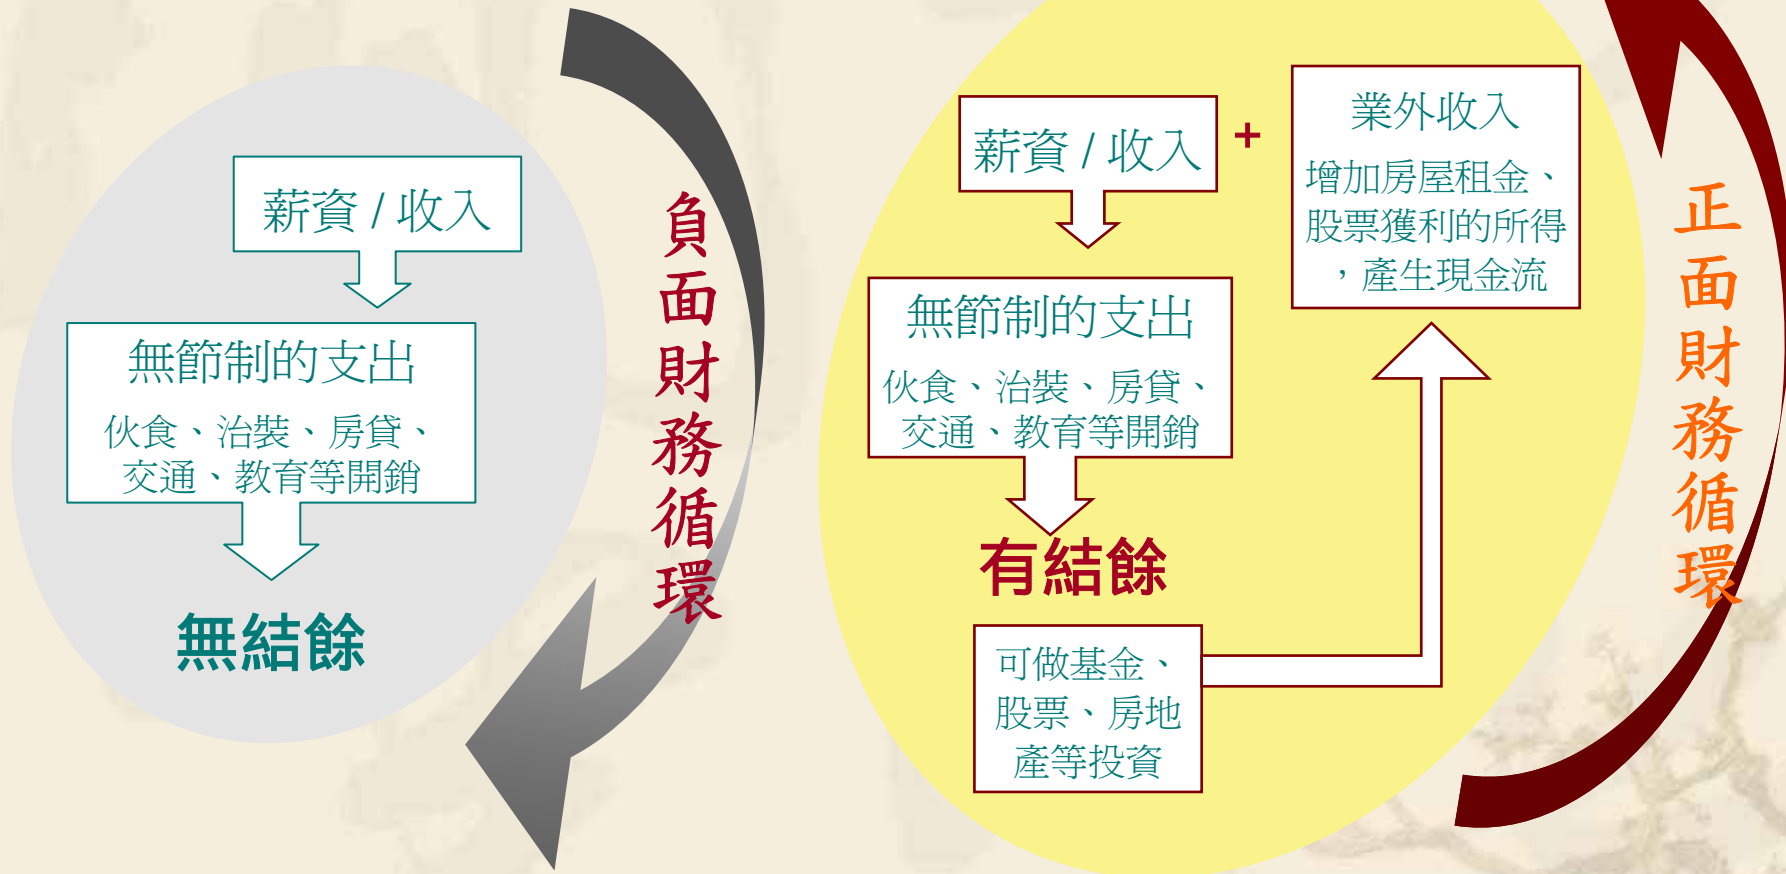 薪資 / 收入
無節制的支出
伙食、治裝、房貸、
交通、教育等開銷
無結餘
負面財務循環
薪資 / 收入
+
業外收入
增加房屋租金、
股票獲利的所得
，產生現金流
無節制的支出
伙食、治裝、房貸、
交通、教育等開銷
有結餘
可做基金、
股票、房地
產等投資
正面財務循環